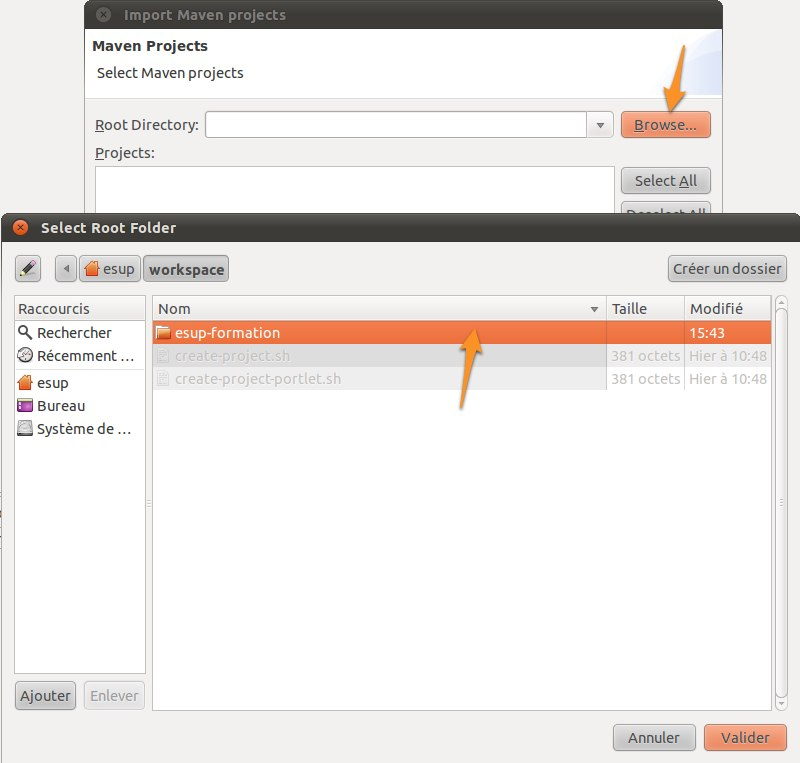 Import Maven projects
Maven Projects
Select Maven projects
Root Directory: Browse...
Projects:
Select All
Deselect All
Select Root Folder
esup workspace Créer un dossier
Raccourcis Nom Taille Modifié
Rechercher esup-formation 15:43
Récemment ... create-project.sh 381 octets Hier à 10:48
esup create-project-portlet.sh 381 octets Hier à 10:48
Bureau
Système de ...
Ajouter Enlever
Annuler Valider